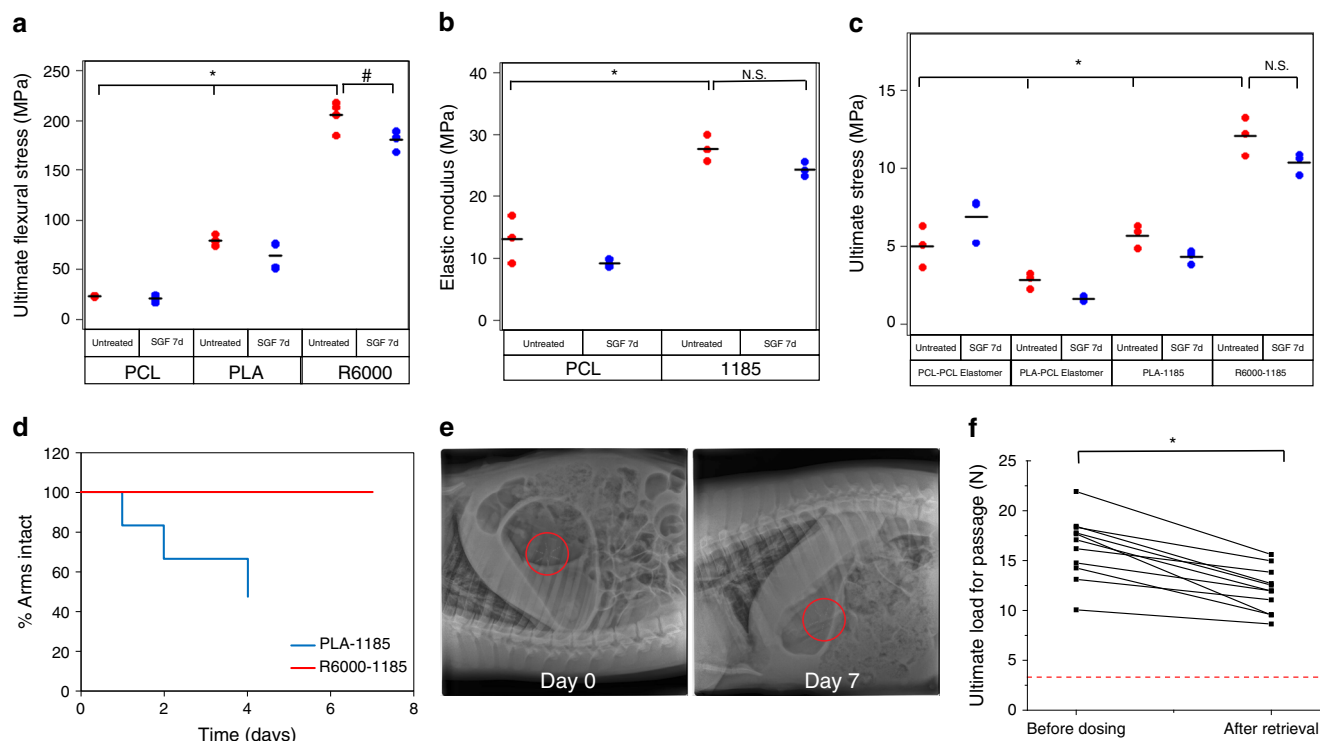 a
Ultimate flexural stress (MPa)
250
200
150
100
50
0
*
#
Untreated SGF 7d Untreated SGF 7d Untreated SGF 7d
PCL PLA R6000
b
Elastic modulus (MPa)
40
30
20
10
0
*
N.S.
Untreated SGF 7d Untreated SGF 7d
PCL 1185
c
Ultimate stress (MPa)
15
10
5
0
*
N.S.
Untreated SGF 7d Untreated SGF 7d Untreated SGF 7d Untreated SGF 7d
PCL-PCL Elastomer PLA-PCL Elastomer PLA-1185 R6000-1185
d
% Arms intact
120
100
80
60
40
20
0
PLA-1185
R6000-1185
0 2 4 6 8
Time (days)
e
Day 0
Day 7
f
Ultimate load for passage (N)
25
20
15
10
5
0
*
Before dosing After retrieval